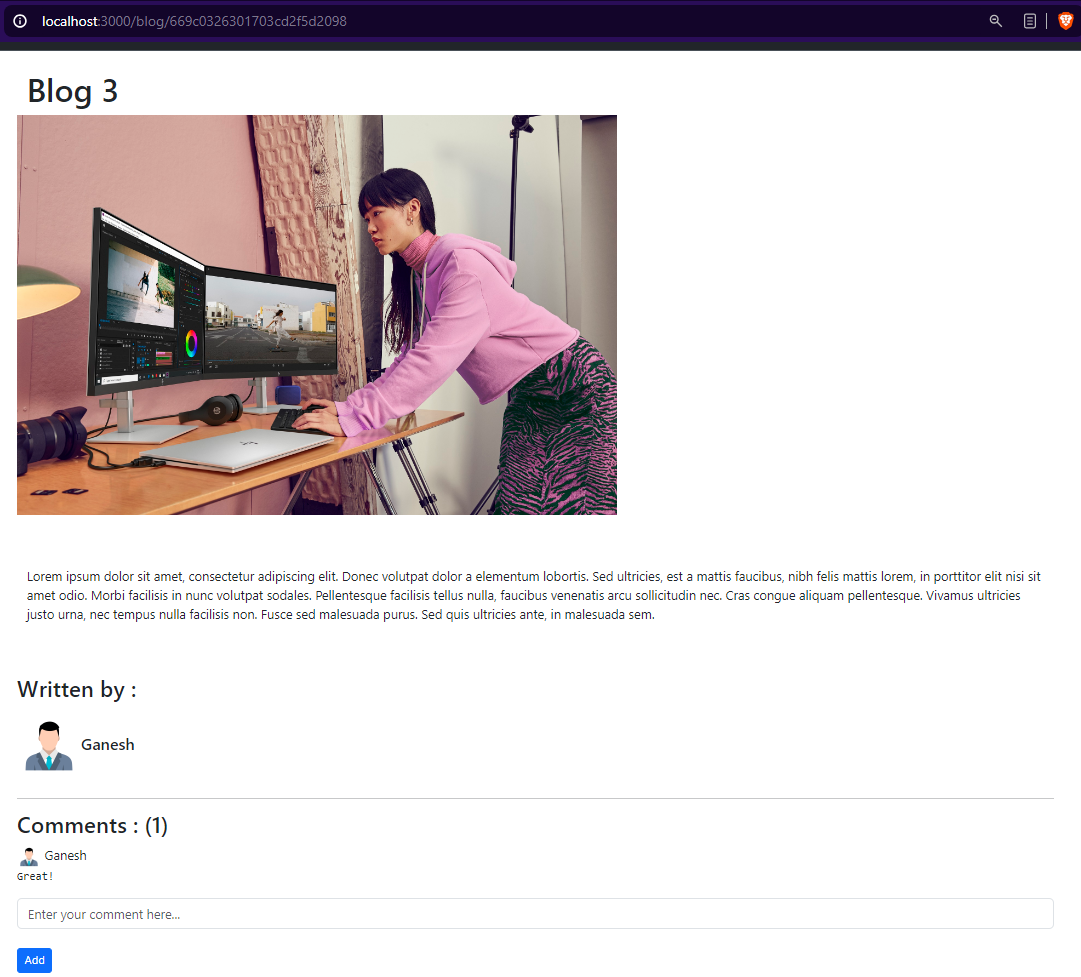 localhost:3000/blog/669c0326301703cd2f5d2098
Blog 3
Lorem ipsum dolor sit amet, consectetur adipiscing elit. Donec volutpat dolor a elementum lobortis. Sed ultricies, est a mattis faucibus, nibh felis mattis lorem, in porttitor elit nisi sit
amet odio. Morbi facilisis in nunc volutpat sodales. Pellentesque facilisis tellus nulla, faucibus venenatis arcu sollicitudin nec. Cras congue aliquam pellentesque. Vivamus ultricies
justo urna, nec tempus nulla facilisis non. Fusce sed malesuada purus. Sed quis ultricies ante, in malesuada sem.
Written by :
Ganesh
Comments : (1)
Ganesh
Great!
Enter your comment here...
Add